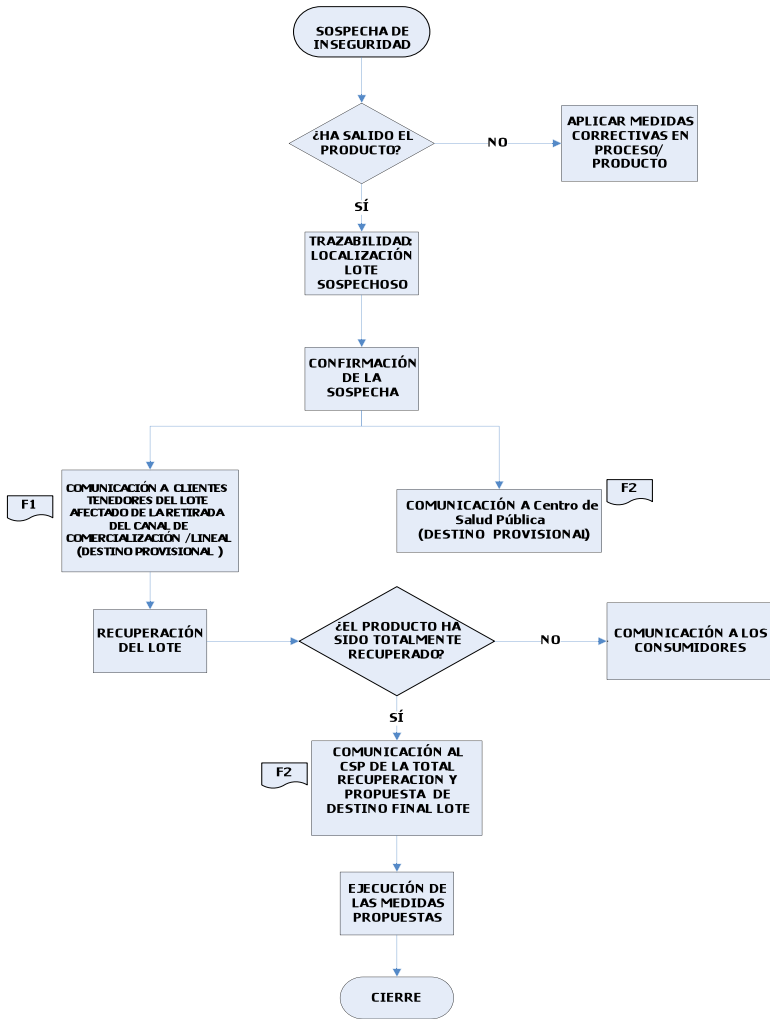 SOSPECHA DE
INSEGURIDAD
¿HA SALIDO EL
PRODUCTO?
NO
APLICAR MEDIDAS
CORRECTIVAS EN
PROCESO/
PRODUCTO
SÍ
TRAZABILIDAD:
LOCALIZACIÓN
LOTE
SOSPECHOSO
CONFIRMACIÓN
DE LA
SOSPECHA
F1
COMUNICACIÓN A CLIENTES
TENEDORES DEL LOTE
AFECTADO DE LA RETIRADA
DEL CANAL DE
COMERCIALIZACIÓN /LINEAL
(DESTINO PROVISIONAL )
F2
COMUNICACIÓN A Centro de
Salud Pública
(DESTINO PROVISIONAL)
RECUPERACIÓN
DEL LOTE
¿EL PRODUCTO HA
SIDO TOTALMENTE
RECUPERADO?
NO
COMUNICACIÓN A LOS
CONSUMIDORES
SÍ
F2
COMUNICACIÓN AL
CSP DE LA TOTAL
RECUPERACION Y
PROPUESTA DE
DESTINO FINAL LOTE
EJECUCIÓN DE
LAS MEDIDAS
PROPUESTAS
CIERRE